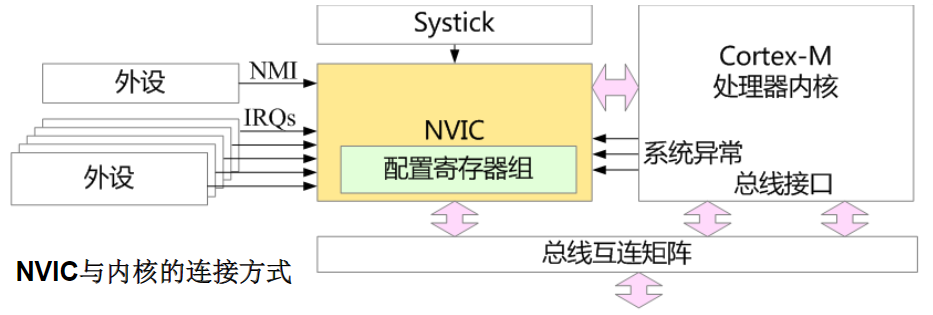 Systick
Cortex-M
处理器内核
外设
NMI
IRQs
NVIC
配置寄存器组
外设
系统异常
总线接口
总线互连矩阵
NVIC与内核的连接方式